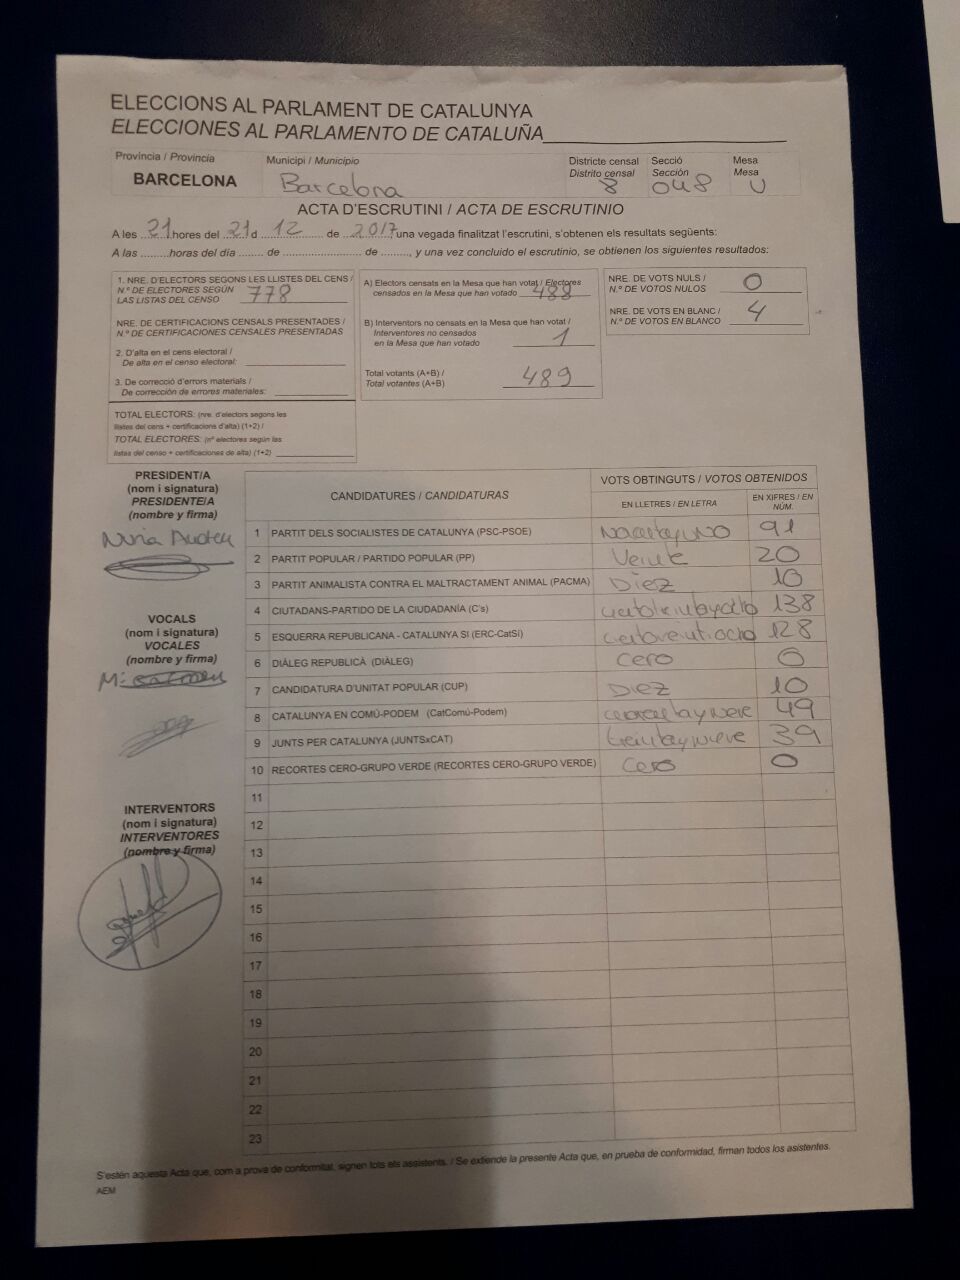 ELECCIONS AL PARLAMENT DE CATALUNYA
ELECCIONES AL PARLAMENTO DE CATALUÑA
Província / Provincia
BARCELONA
Municipi / Municipio
Barcelona
Districte censal
Distrito censal
8
Secció
Sección
048
Mesa
Mesa
U
ACTA D'ESCRUTINI / ACTA DE ESCRUTINIO
A les 21 hores del 21 d 12 de 2017 una vegada finalitzat l'escrutini, s'obtenen els resultats següents:
A las .........horas del día ....... de ........................ de ........, y una vez concluido el escrutinio, se obtienen los siguientes resultados:
1. NRE. D'ELECTORS SEGONS LES LLISTES DEL CENS /
N.º DE ELECTORES SEGÚN
LAS LISTAS DEL CENSO 778
NRE. DE CERTIFICACIONS CENSALS PRESENTADES /
N.º DE CERTIFICACIONES CENSALES PRESENTADAS
2. D'alta en el cens electoral /
De alta en el censo electoral:
3. De correcció d'errors materials /
De corrección de errores materiales:
TOTAL ELECTORS: (nre. d'electors segons les
llistes del cens + certificacions d'alta) (1+2) /
TOTAL ELECTORES: (nº electores según las
listas del censo + certificaciones de alta) (1+2)
A) Electors censats en la Mesa que han votat / Electores
censados en la Mesa que han votado 488
B) Interventors no censats en la Mesa que han votat /
Interventores no censados
en la Mesa que han votado 1
Total votants (A+B) /
Total votantes (A+B) 489
NRE. DE VOTS NULS /
N.º DE VOTOS NULOS 0
NRE. DE VOTS EN BLANC /
N.º DE VOTOS EN BLANCO 4
PRESIDENT/A
(nom i signatura)
PRESIDENTE/A
(nombre y firma)
VOCALS
(nom i signatura)
VOCALES
(nombre y firma)
INTERVENTORS
(nom i signatura)
INTERVENTORES
(nombre y firma)
CANDIDATURES / CANDIDATURAS
VOTS OBTINGUTS / VOTOS OBTENIDOS
EN LLETRES / EN LETRA
EN XIFRES / EN NÚM.
1 PARTIT DELS SOCIALISTES DE CATALUNYA (PSC-PSOE) 91
2 PARTIT POPULAR / PARTIDO POPULAR (PP) Veinte 20
3 PARTIT ANIMALISTA CONTRA EL MALTRACTAMENT ANIMAL (PACMA) Diez 10
4 CIUTADANS-PARTIDO DE LA CIUDADANÍA (C's) 138
5 ESQUERRA REPUBLICANA - CATALUNYA SÍ (ERC-CatSí) 128
6 DIÀLEG REPUBLICÀ (DIÀLEG) Cero 0
7 CANDIDATURA D'UNITAT POPULAR (CUP) Diez 10
8 CATALUNYA EN COMÚ-PODEM (CatComú-Podem) 49
9 JUNTS PER CATALUNYA (JUNTSxCAT) treintaynueve 39
10 RECORTES CERO-GRUPO VERDE (RECORTES CERO-GRUPO VERDE) Cero 0
11
12
13
14
15
16
17
18
19
20
21
22
23
S'estén aquesta Acta que, com a prova de conformitat, signen tots els assistents. / Se extiende la presente Acta que, en prueba de conformidad, firman todos los asistentes.
AEM